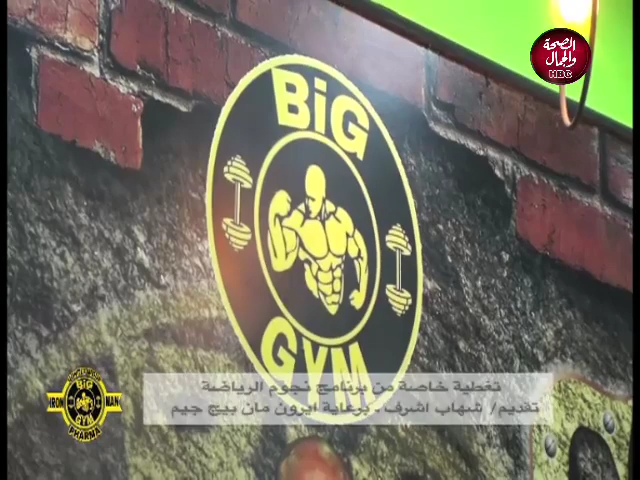 الصحة
والجمال
HBC
BiG
GYM
تغطية خاصة من برنامج نجوم الرياضة
تقديم/ شهاب اشرف - برعاية ايرون مان بيج جيم
BiG
IRON MAN
GYM
PHARMA